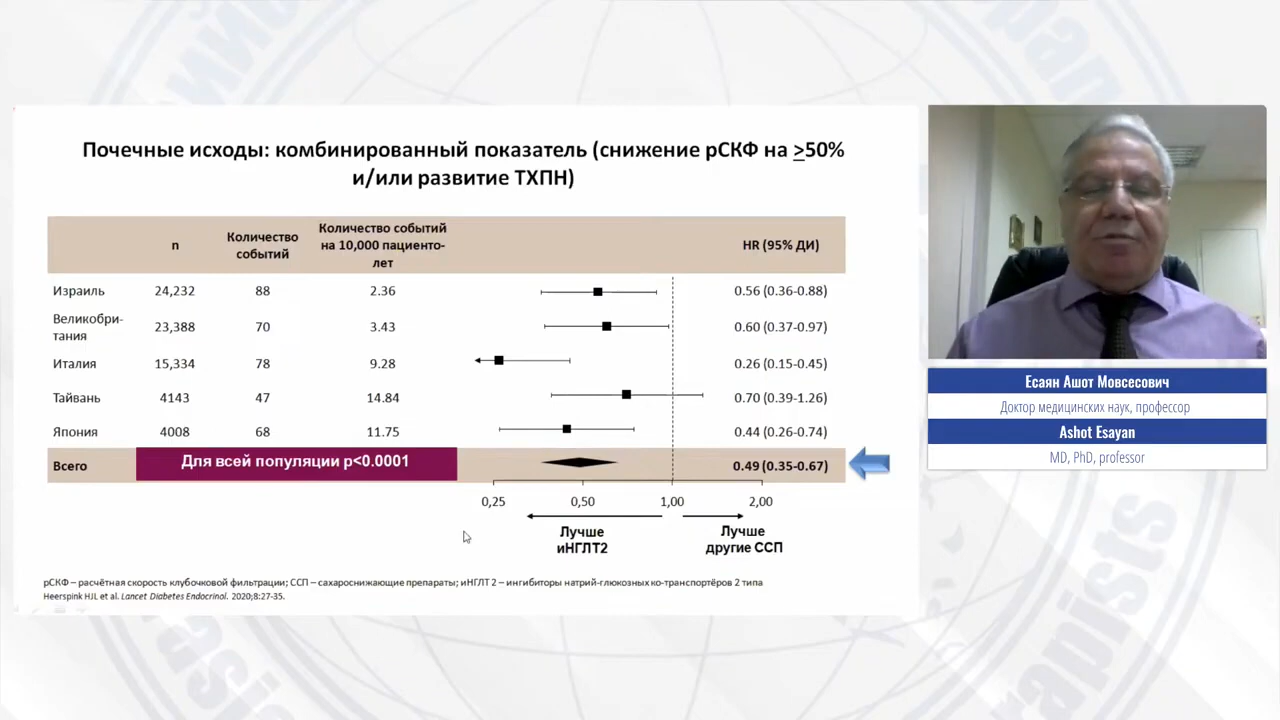 Почечные исходы: комбинированный показатель (снижение рСКФ на ≥50%
и/или развитие ТХПН)
n
Количество
событий
Количество событий
на 10,000 пациенто-
лет
HR (95% ДИ)
Израиль 24,232 88 2.36 0.56 (0.36-0.88)
Великобри-
тания
23,388 70 3.43 0.60 (0.37-0.97)
Италия 15,334 78 9.28 0.26 (0.15-0.45)
Тайвань 4143 47 14.84 0.70 (0.39-1.26)
Япония 4008 68 11.75 0.44 (0.26-0.74)
Всего Для всей популяции p<0.0001 0.49 (0.35-0.67)
0,25 0,50 1,00 2,00
Лучше
иНГЛТ2
Лучше
другие ССП
рСКФ – расчётная скорость клубочковой фильтрации; ССП – сахароснижающие препараты; иНГЛТ 2 – ингибиторы натрий-глюкозных ко-транспортёров 2 типа
Heerspink HJL et al. Lancet Diabetes Endocrinol. 2020;8:27-35.
Есаян Ашот Мовсесович
Доктор медицинских наук, профессор
Ashot Esayan
MD, PhD, professor